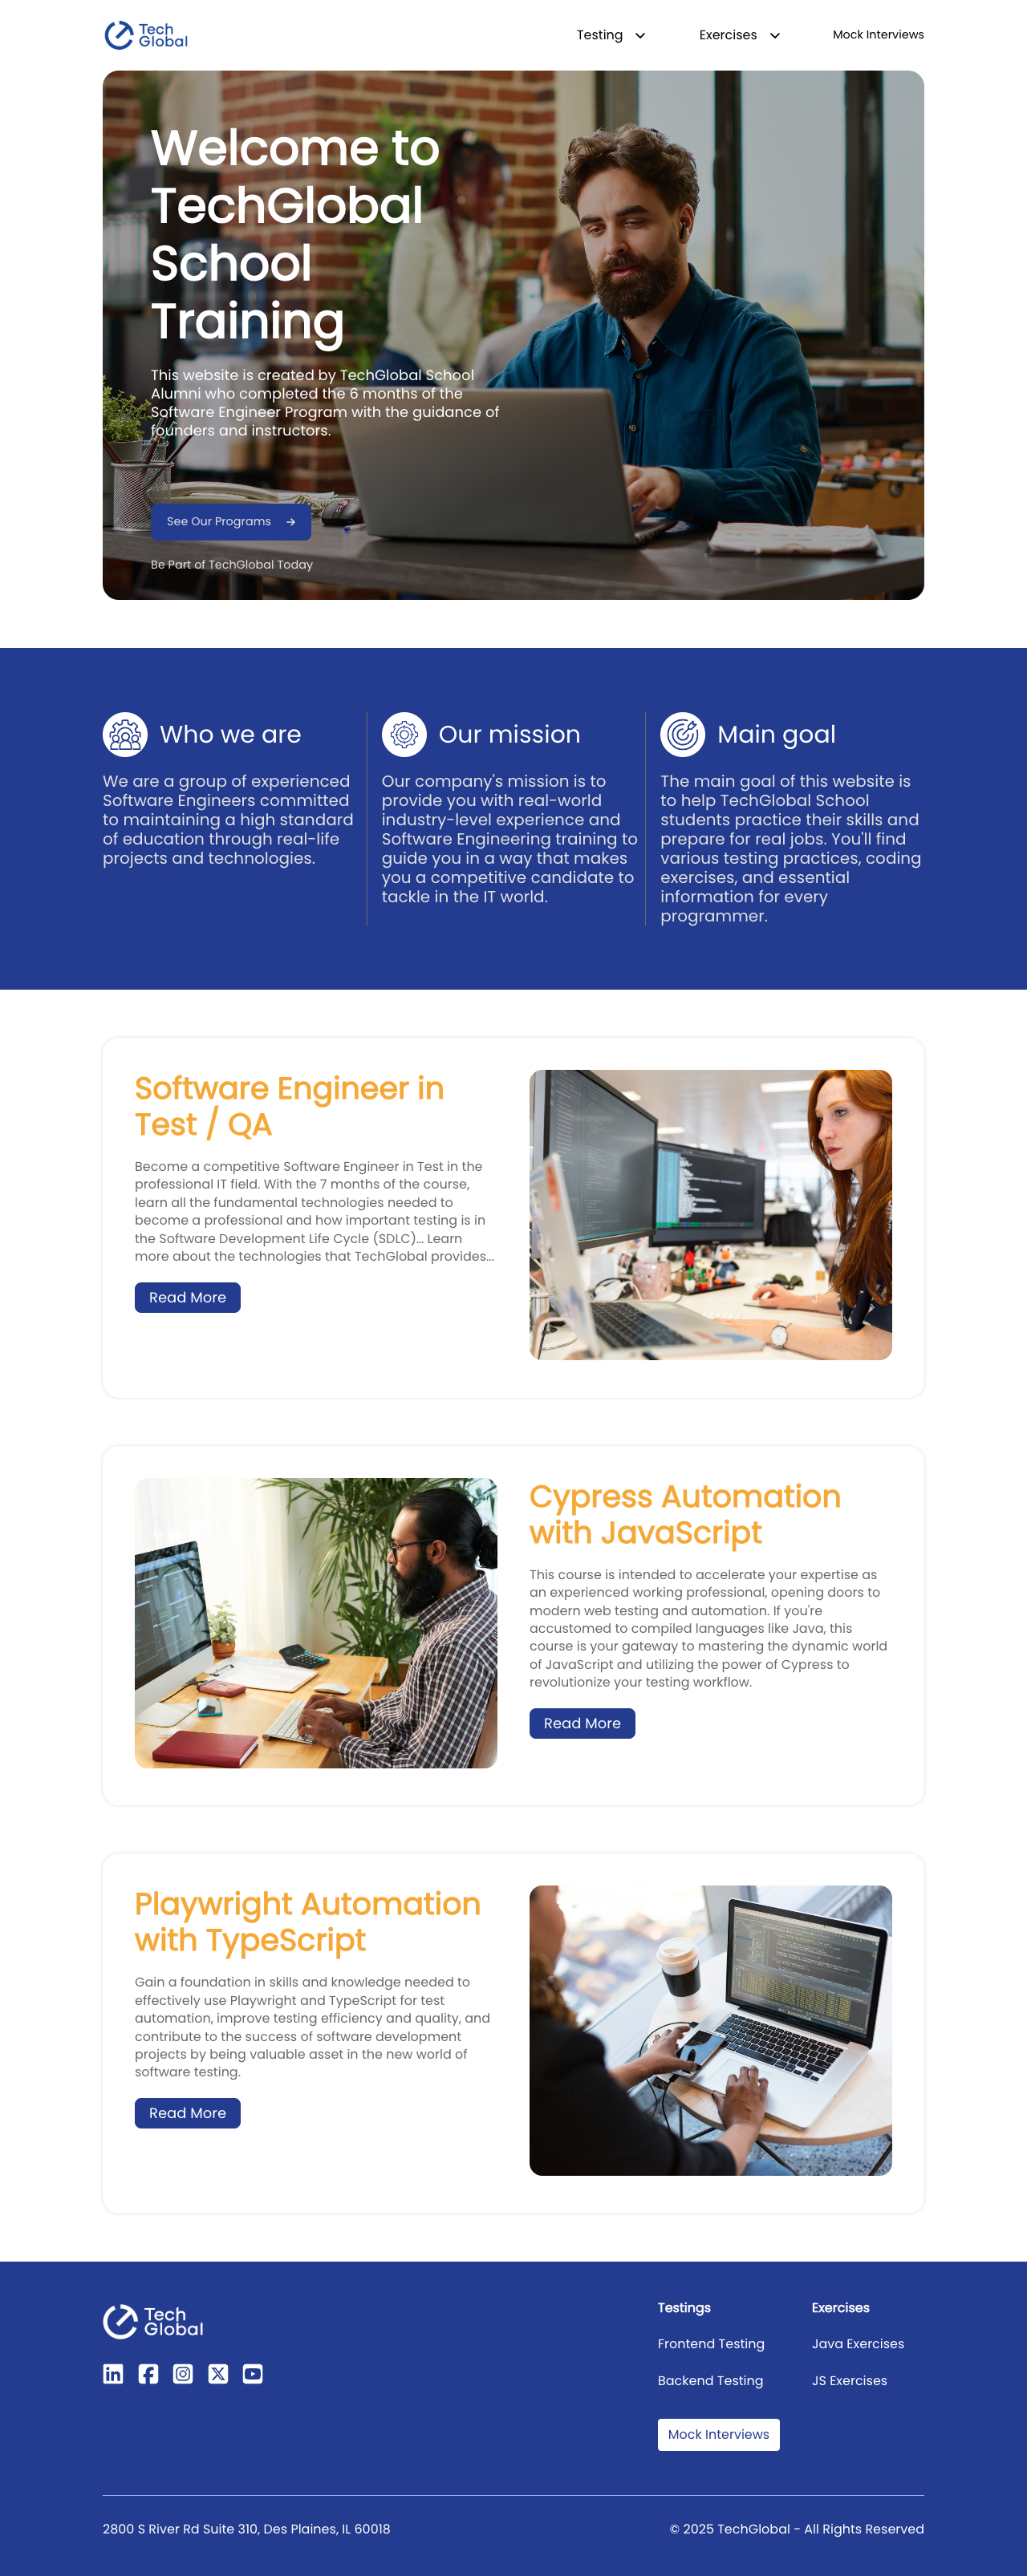 Tech
Global
Testing
Exercises
Mock Interviews
Welcome to
TechGlobal
School
Training
This website is created by TechGlobal School
Alumni who completed the 6 months of the
Software Engineer Program with the guidance of
founders and instructors.
See Our Programs
Be Part of TechGlobal Today
Who we are
We are a group of experienced
Software Engineers committed
to maintaining a high standard
of education through real-life
projects and technologies.
Our mission
Our company's mission is to
provide you with real-world
industry-level experience and
Software Engineering training to
guide you in a way that makes
you a competitive candidate to
tackle in the IT world.
Main goal
The main goal of this website is
to help TechGlobal School
students practice their skills and
prepare for real jobs. You'll find
various testing practices, coding
exercises, and essential
information for every
programmer.
Software Engineer in
Test / QA
Become a competitive Software Engineer in Test in the
professional IT field. With the 7 months of the course,
learn all the fundamental technologies needed to
become a professional and how important testing is in
the Software Development Life Cycle (SDLC)... Learn
more about the technologies that TechGlobal provides...
Read More
Cypress Automation
with JavaScript
This course is intended to accelerate your expertise as
an experienced working professional, opening doors to
modern web testing and automation. If you're
accustomed to compiled languages like Java, this
course is your gateway to mastering the dynamic world
of JavaScript and utilizing the power of Cypress to
revolutionize your testing workflow.
Read More
Playwright Automation
with TypeScript
Gain a foundation in skills and knowledge needed to
effectively use Playwright and TypeScript for test
automation, improve testing efficiency and quality, and
contribute to the success of software development
projects by being valuable asset in the new world of
software testing.
Read More
Tech
Global
Testings
Frontend Testing
Backend Testing
Mock Interviews
Exercises
Java Exercises
JS Exercises
2800 S River Rd Suite 310, Des Plaines, IL 60018
© 2025 TechGlobal - All Rights Reserved